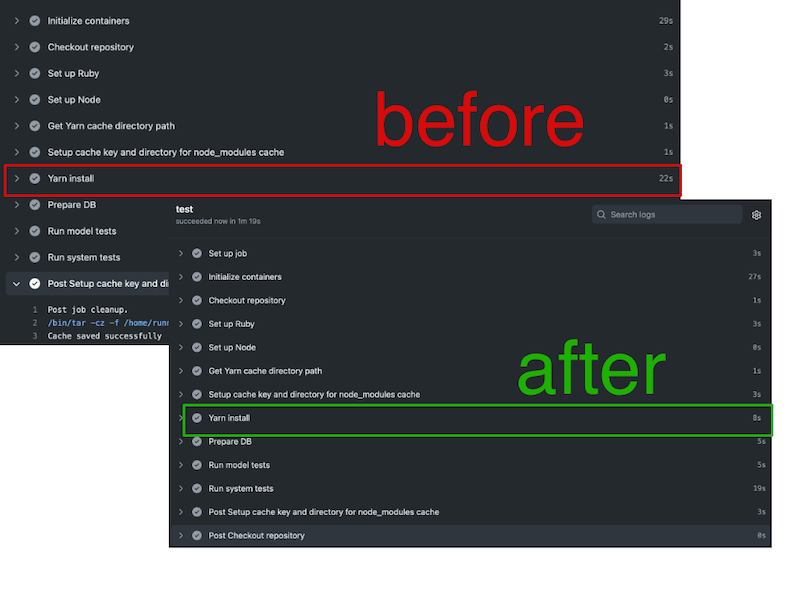 Initialize containers 29s
Checkout repository 2s
Set up Ruby 3s
Set up Node 0s
Get Yarn cache directory path 1s
Setup cache key and directory for node_modules cache 1s
Yarn install 22s
Prepare DB
Run model tests
Run system tests
Post Setup cache key and di
1 Post job cleanup.
2 /bin/tar -cz -f /home/runn
3 Cache saved successfully
before
test
succeeded now in 1m 19s
Search logs
Set up job 3s
Initialize containers 27s
Checkout repository 1s
Set up Ruby 3s
Set up Node 0s
Get Yarn cache directory path 1s
Setup cache key and directory for node_modules cache 3s
Yarn install 8s
Prepare DB 5s
Run model tests 5s
Run system tests 19s
Post Setup cache key and directory for node_modules cache 3s
Post Checkout repository 0s
after